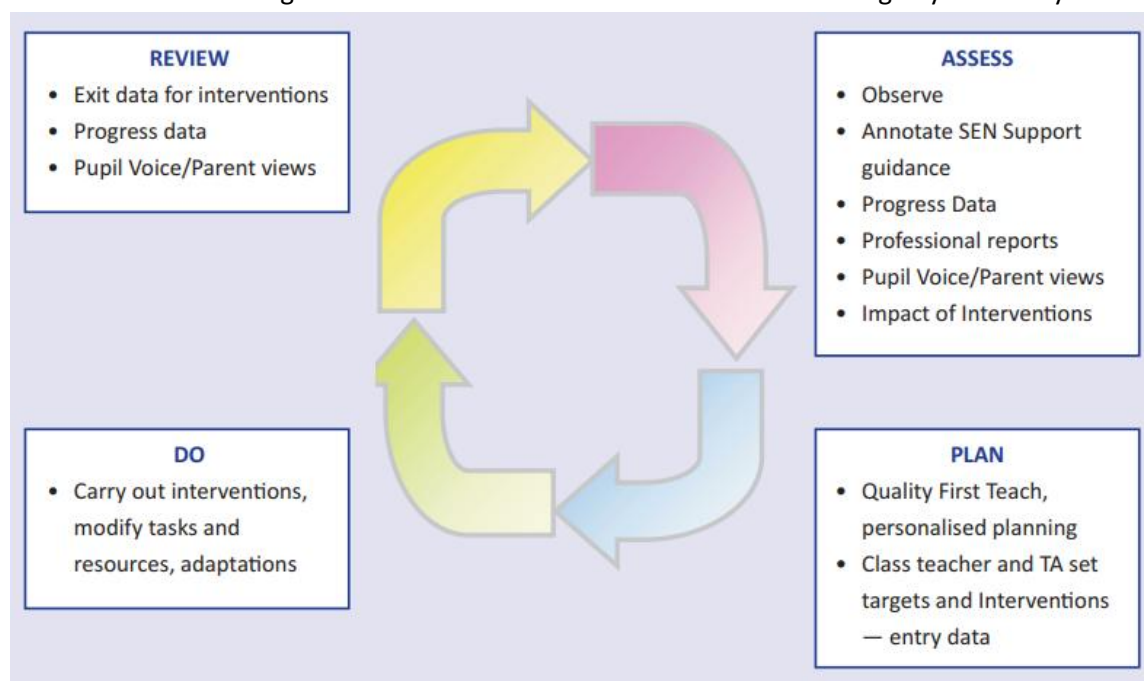 REVIEW
• Exit data for interventions
• Progress data
• Pupil Voice/Parent views
ASSESS
• Observe
• Annotate SEN Support
guidance
• Progress Data
• Professional reports
• Pupil Voice/Parent views
• Impact of Interventions
DO
• Carry out interventions,
modify tasks and
resources, adaptations
PLAN
• Quality First Teach,
personalised planning
• Class teacher and TA set
targets and Interventions
— entry data